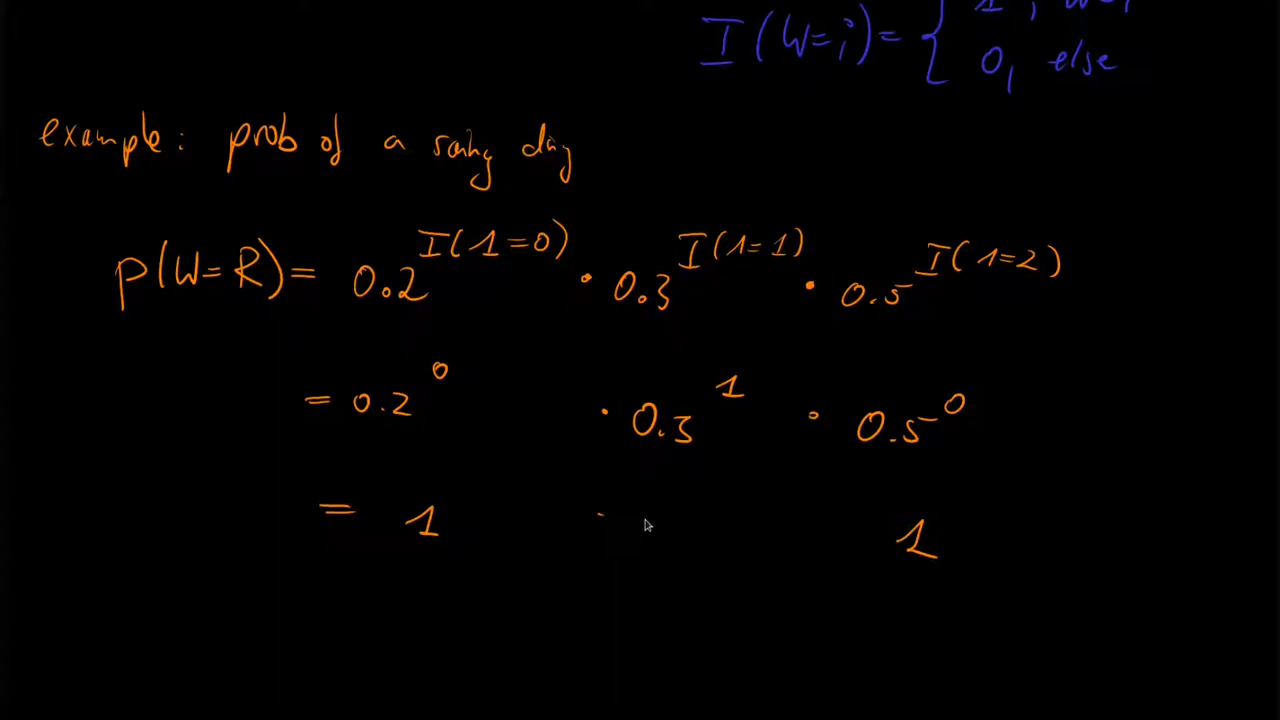 I(W=i)= { 1, W=i
0, else
example: prob of a rainy day
P(W=R)= 0.2^I(1=0) · 0.3^I(1=1) · 0.5^I(1=2)
= 0.2^0 · 0.3^1 · 0.5^0
= 1 · 1